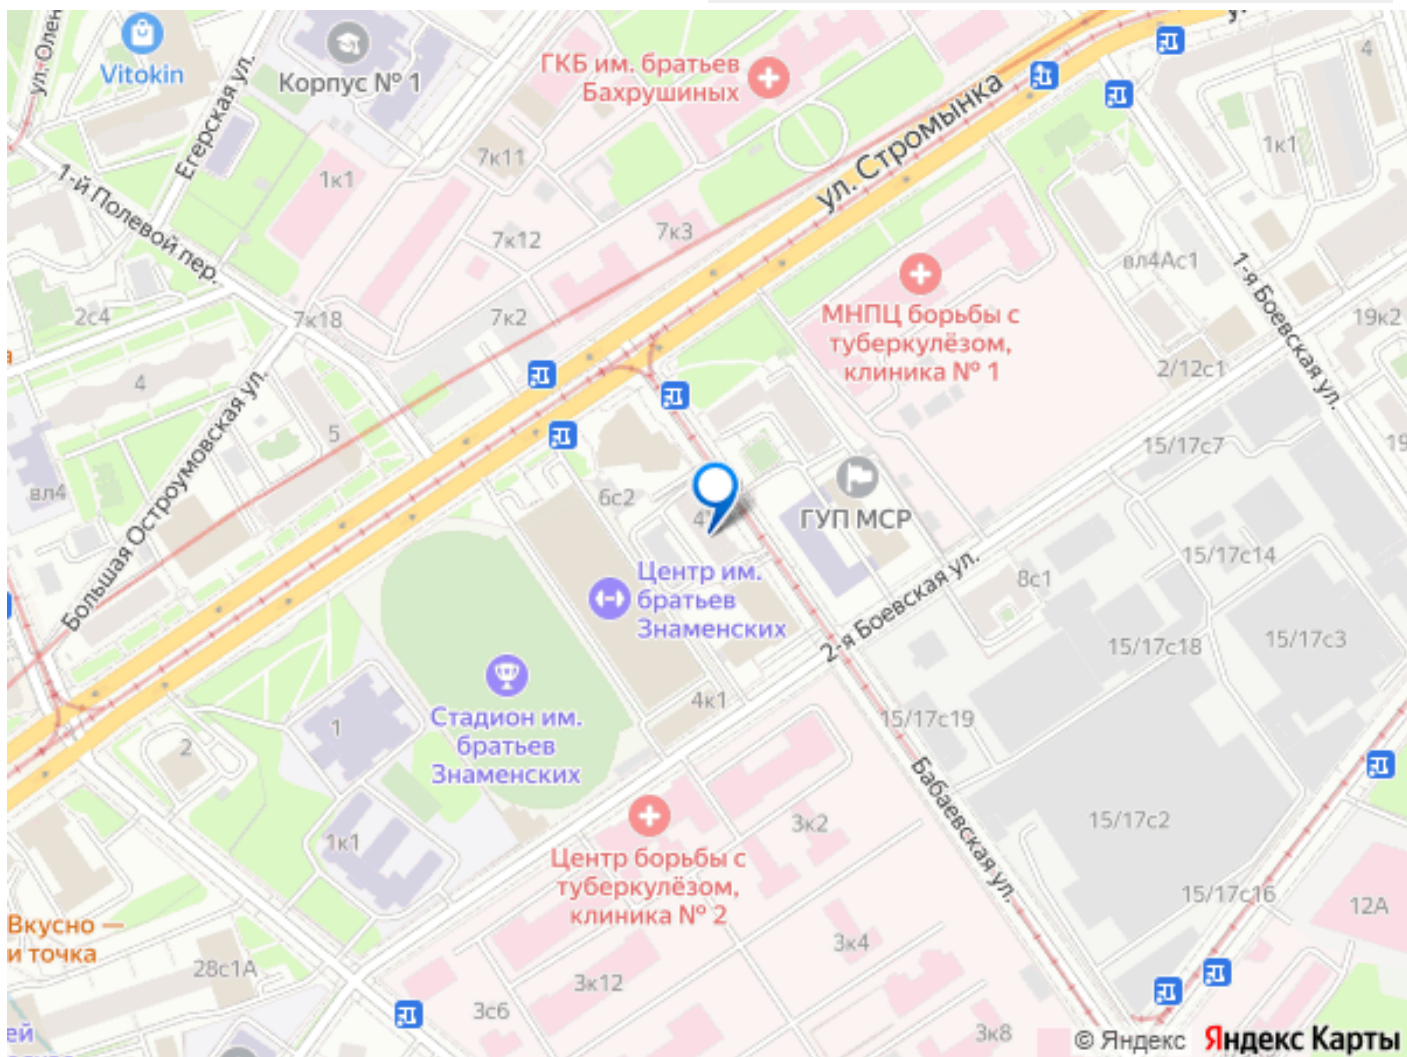 ул. Олен
Vitokin
Корпус № 1
ГКБ им. братьев
Бахрушиных
Егерская ул.
ул. Стромынка
4
1к1
7к11
1к1
1-й Полевой пер.
7к12
7к3
вл4Ас1
1-я Боевская ул.
2с4
7к18
7к2
МНПЦ борьбы с
туберкулёзом,
клиника № 1
19к2
2/12с1
4
Большая Остроумовская ул.
5
15/17с7
19
вл4
6с2
ГУП МСР
15/17с14
Центр им.
братьев
Знаменских
2-я Боевская ул.
8с1
15/17с18
15/17с3
4к1
Стадион им.
братьев
Знаменских
1
2
15/17с19
Бабаевская ул.
1к1
3к2
15/17с2
Центр борьбы с
туберкулёзом,
клиника № 2
15/17с16
12А
Вкусно —
и точка
28с1А
3к4
3к12
3с6
3к8
ей
© Яндекс Яндекс Карты